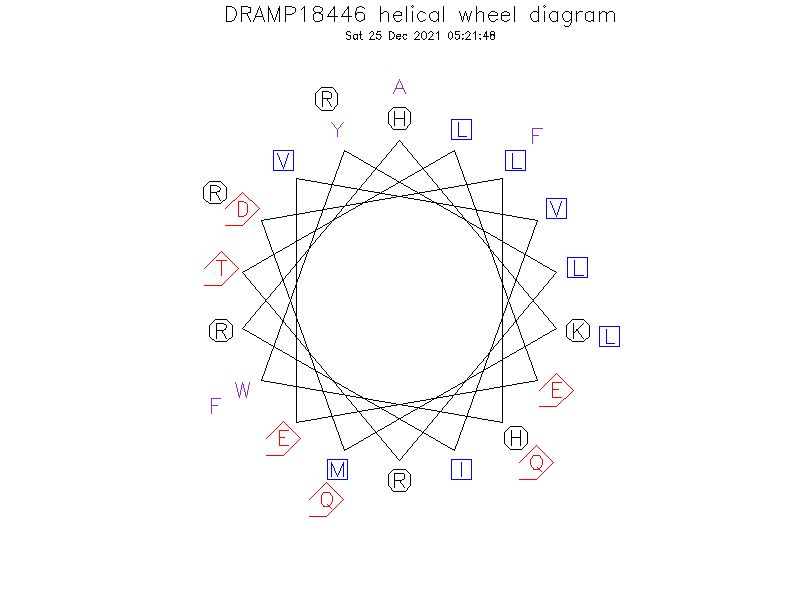 DRAMP18446 helical wheel diagram
Sat 25 Dec 2021 05:21:48
A
R
H
Y
L
F
V
L
R
D
V
T
L
R
K
L
W
E
F
E
H
M
I
Q
R
Q